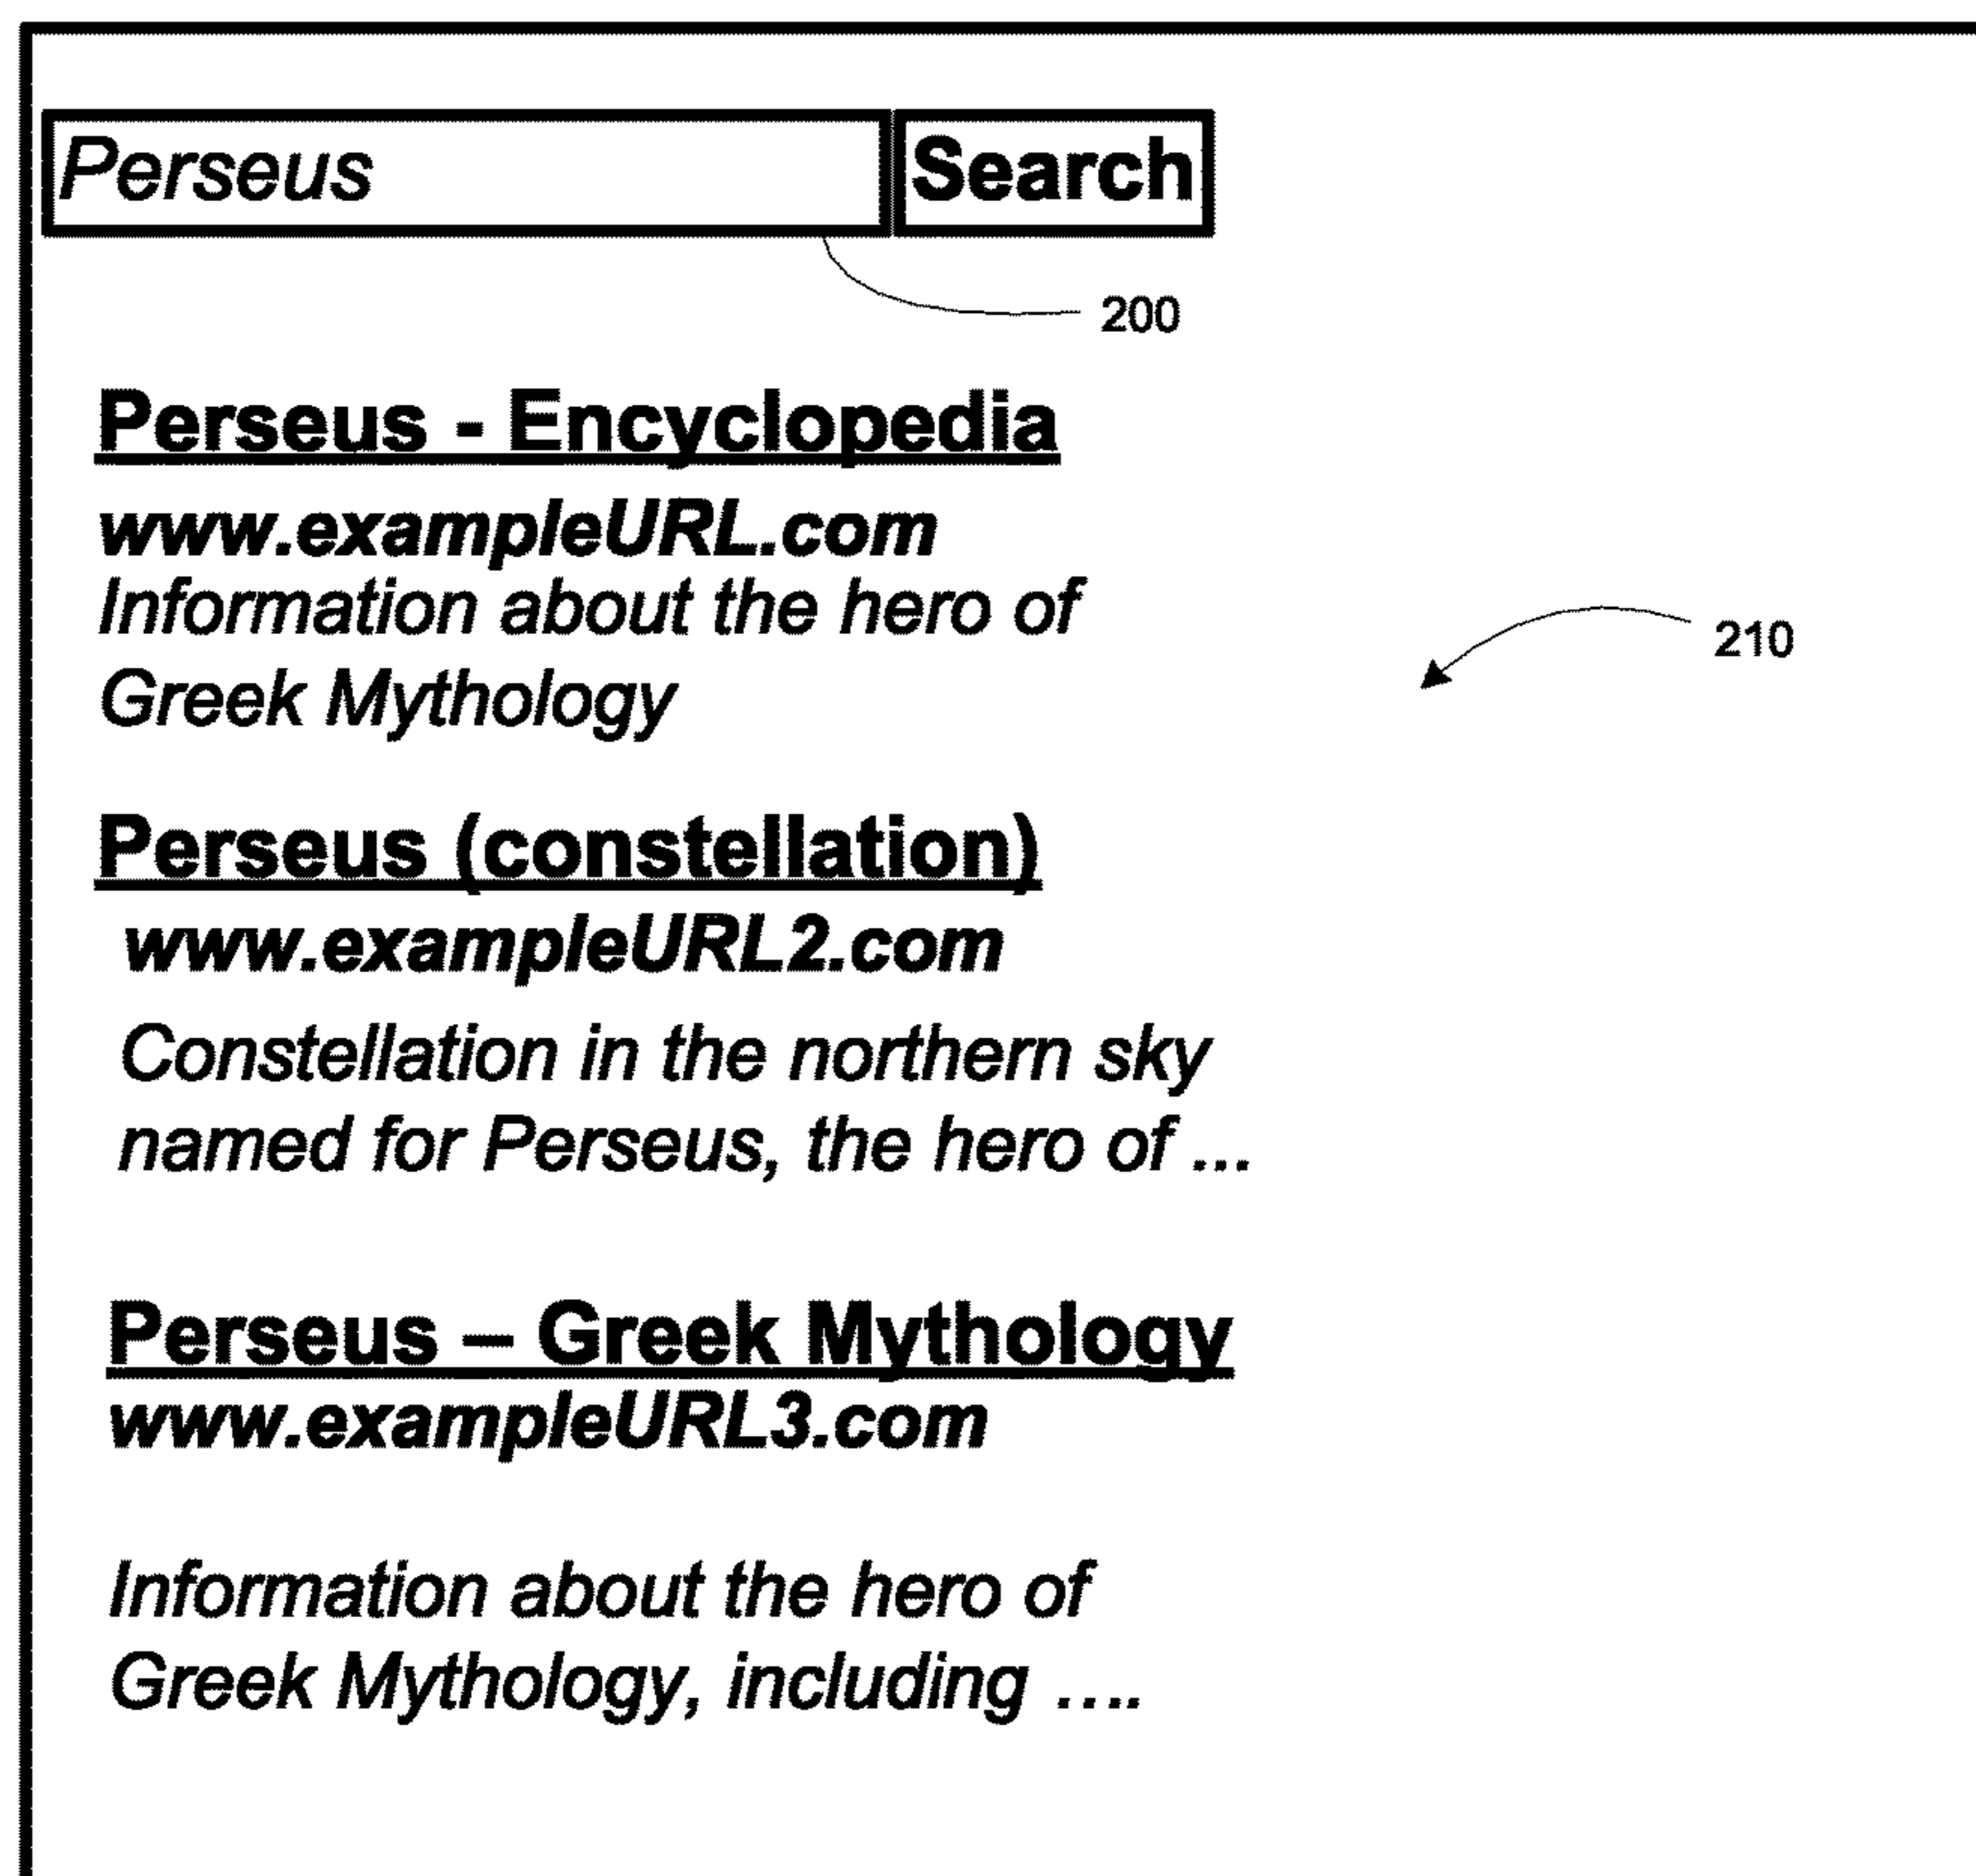 Perseus Search
200
Perseus - Encyclopedia
www.exampleURL.com
Information about the hero of
Greek Mythology
210
Perseus (constellation)
www.exampleURL2.com
Constellation in the northern sky
named for Perseus, the hero of ...
Perseus – Greek Mythology
www.exampleURL3.com
Information about the hero of
Greek Mythology, including ....